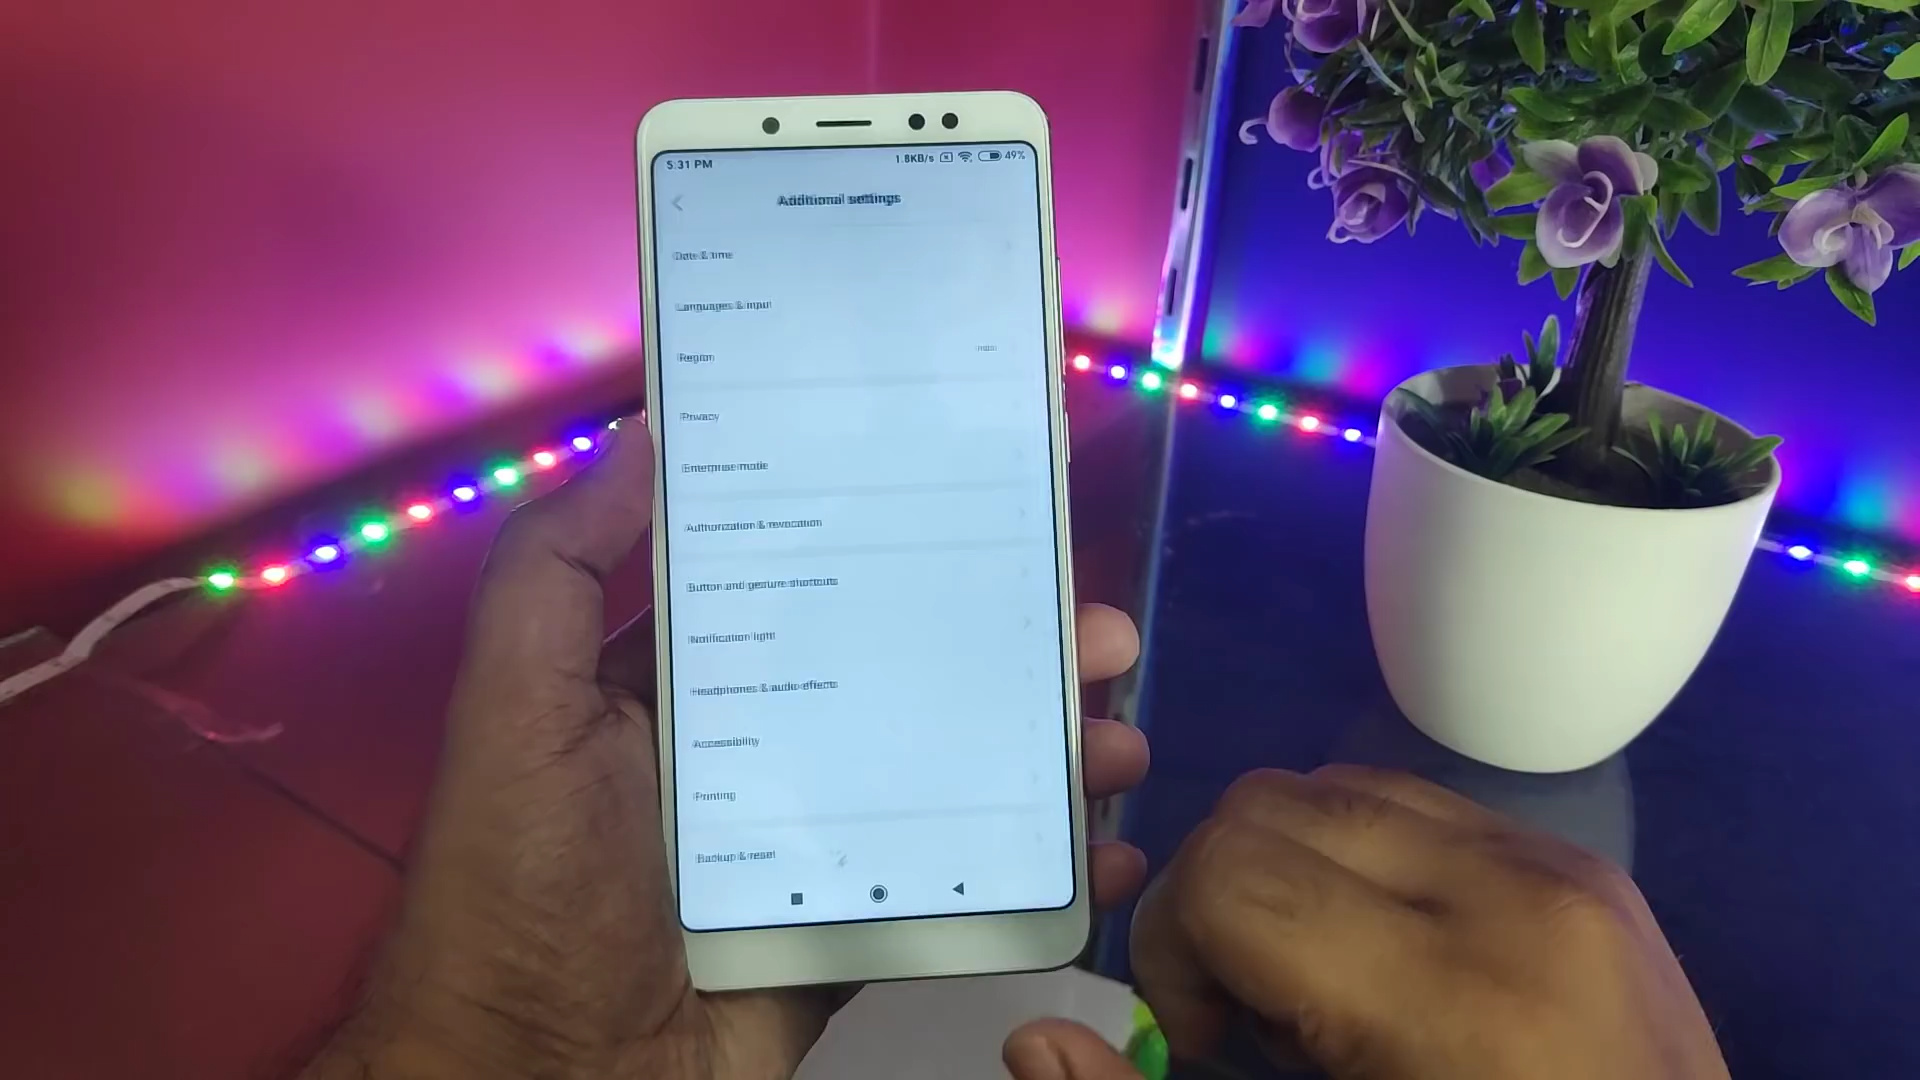 5:31 PM
1.8KB/s 49%
Additional settings
Date & time
Languages & input
Region
Privacy
Enterprise mode
Authorization & revocation
Button and gesture shortcuts
Notification light
Headphones & audio effects
Accessibility
Printing
Backup & reset